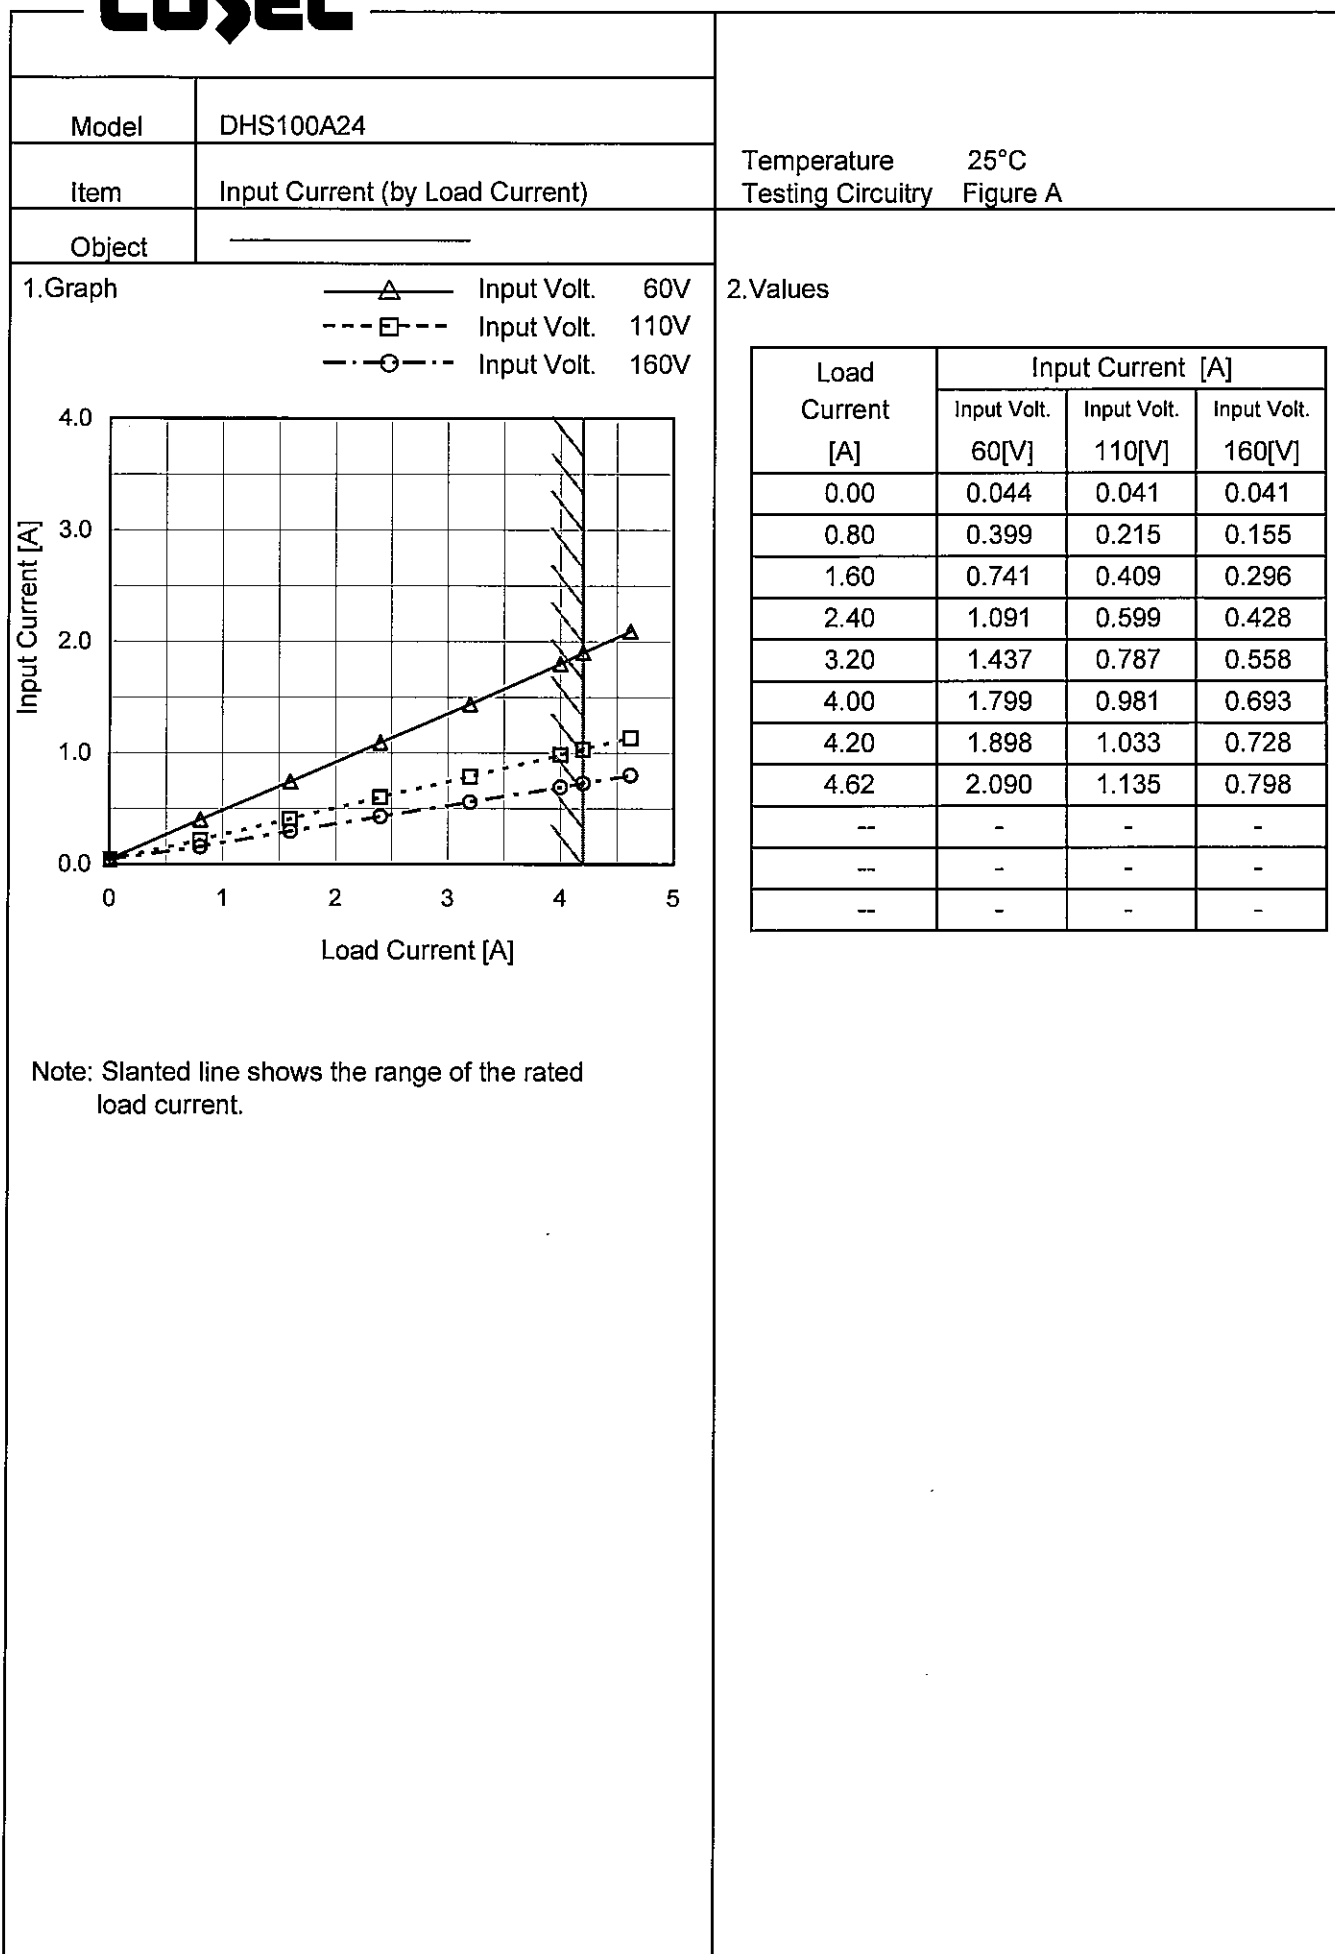 COSEL
Model DHS100A24
Item Input Current (by Load Current)
Object
Temperature 25°C
Testing Circuitry Figure A
1.Graph
Input Volt. 60V
Input Volt. 110V
Input Volt. 160V
4.0
3.0
2.0
1.0
0.0
0 1 2 3 4 5
Input Current [A]
Load Current [A]
Note: Slanted line shows the range of the rated
load current.
2.Values
Load Input Current [A]
Current Input Volt. Input Volt. Input Volt.
[A] 60[V] 110[V] 160[V]
0.00 0.044 0.041 0.041
0.80 0.399 0.215 0.155
1.60 0.741 0.409 0.296
2.40 1.091 0.599 0.428
3.20 1.437 0.787 0.558
4.00 1.799 0.981 0.693
4.20 1.898 1.033 0.728
4.62 2.090 1.135 0.798
-- - - -
-- - - -
-- - - -